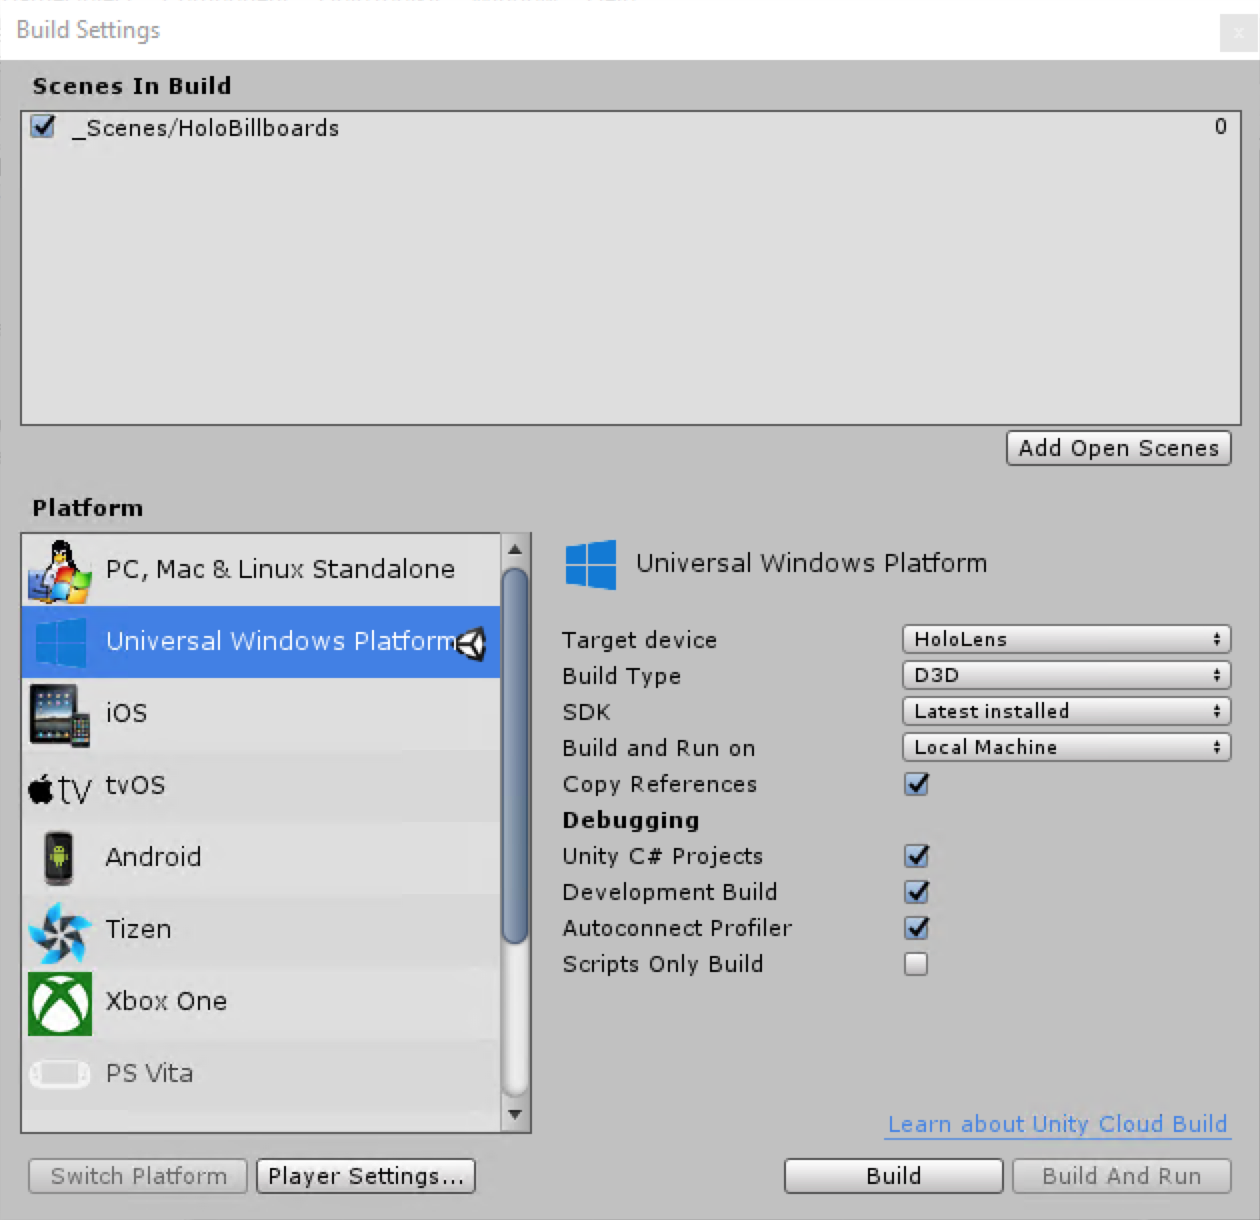 Build Settings
x
Scenes In Build
_Scenes/HoloBillboards 0
Add Open Scenes
Platform
PC, Mac & Linux Standalone
Universal Windows Platform
iOS
tv tvOS
Android
Tizen
Xbox One
PS Vita
Universal Windows Platform
Target device HoloLens
Build Type D3D
SDK Latest installed
Build and Run on Local Machine
Copy References
Debugging
Unity C# Projects
Development Build
Autoconnect Profiler
Scripts Only Build
Learn about Unity Cloud Build
Switch Platform Player Settings... Build Build And Run